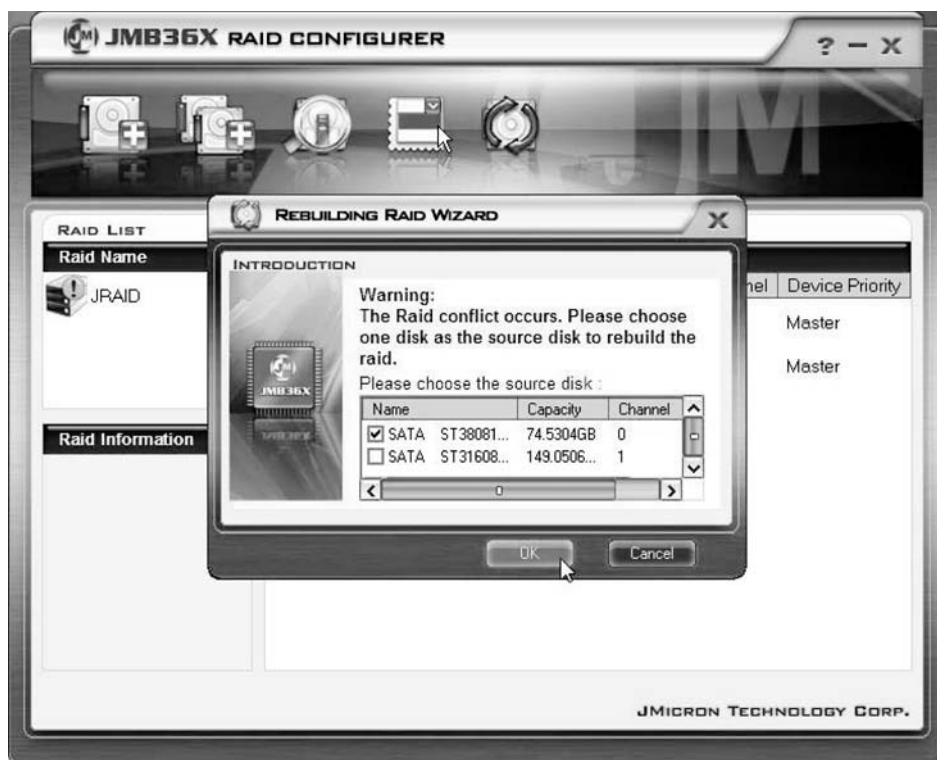 JM JMB36X RAID CONFIGURER
? – X
JM
RAID LIST
Raid Name
JRAID
Raid Information
REBUILDING RAID WIZARD
X
INTRODUCTION
JMB36X
Warning:
The Raid conflict occurs. Please choose
one disk as the source disk to rebuild the
raid.
Please choose the source disk :
Name Capacity Channel
SATA ST38081... 74.5304GB 0
SATA ST31608... 149.0506... 1
OK Cancel
nel Device Priority
Master
Master
JMICRON TECHNOLOGY CORP.